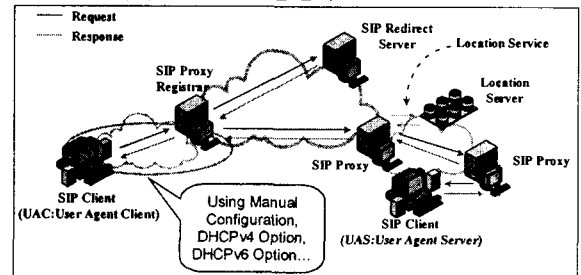 Request
Response
SIP Redirect
Server
Location Service
SIP Proxy
Registrar
Location
Server
SIP Proxy
SIP Proxy
SIP Client
(UAC:User Agent Client)
Using Manual
Configuration,
DHCPv4 Option,
DHCPv6 Option...
SIP Client
(UAS:User Agent Server)